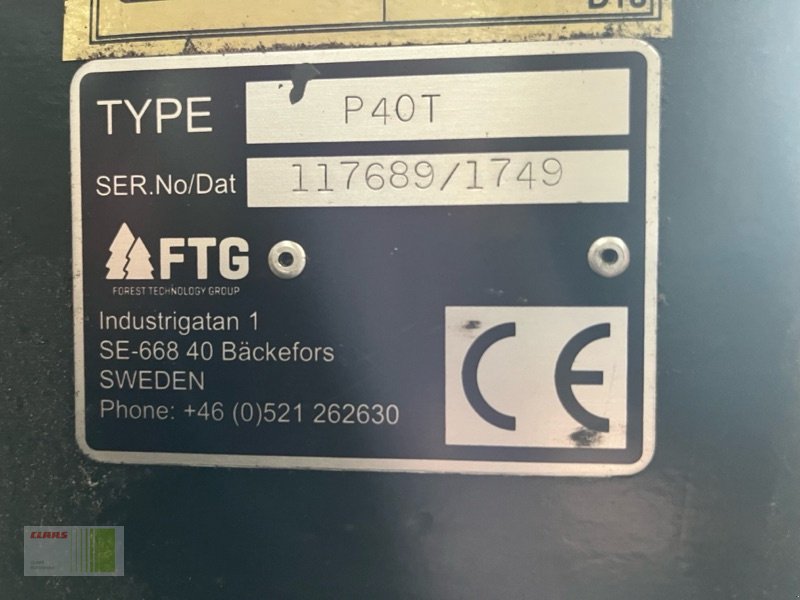 TYPE P40T
SER.No/Dat 117689/1749
FTG
FOREST TECHNOLOGY GROUP
Industrigatan 1
SE-668 40 Bäckefors
SWEDEN
Phone: +46 (0)521 262630
CE
CLAAS